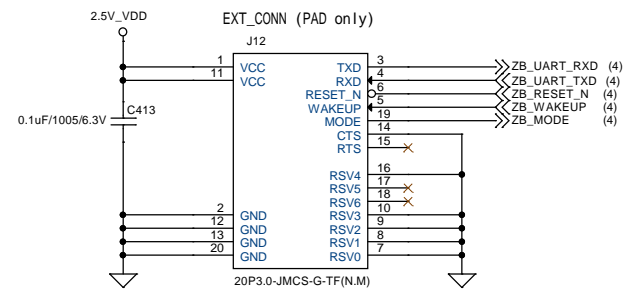 2.5V_VDD
EXT_CONN (PAD only)
J12
1 VCC TXD 3 ZB_UART_RXD (4)
11 VCC RXD 4 ZB_UART_TXD (4)
RESET_N 6 ZB_RESET_N (4)
WAKEUP 5 ZB_WAKEUP (4)
MODE 19 ZB_MODE (4)
C413
0.1uF/1005/6.3V
CTS 14
RTS 15
RSV4 16
RSV5 17
RSV6 18
2 GND RSV3 10
12 GND RSV2 9
13 GND RSV1 8
20 GND RSV0 7
20P3.0-JMCS-G-TF(N.M)